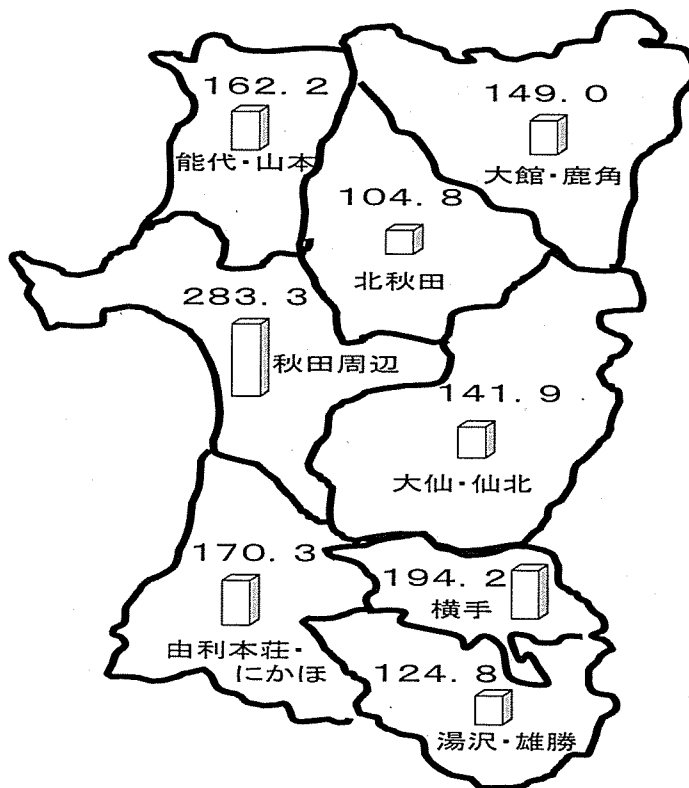 162.2
能代・山本
149.0
大館・鹿角
104.8
北秋田
283.3
秋田周辺
141.9
大仙・仙北
170.3
由利本荘・
にかほ
194.2
横手
124.8
湯沢・雄勝